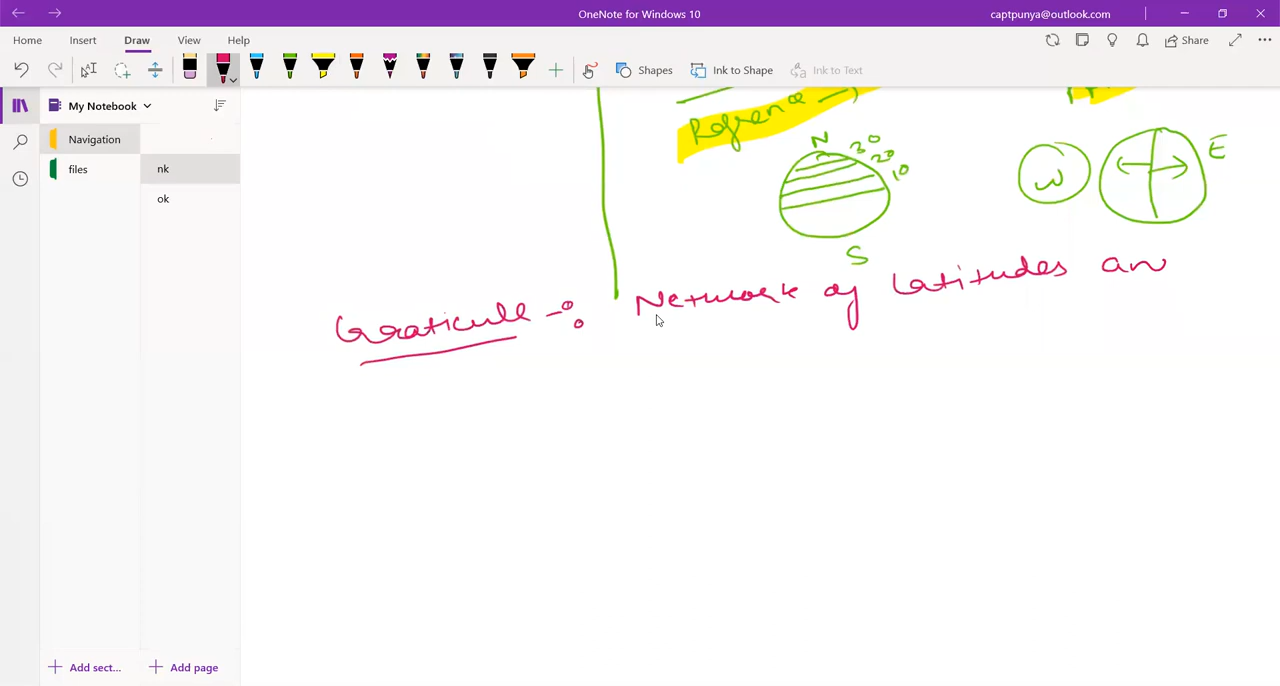 OneNote for Windows 10
captpunya@outlook.com
Home Insert Draw View Help
Share
Shapes Ink to Shape Ink to Text
My Notebook
Navigation
files
nk
ok
Reference
N 30 20 10
S
W E
Graticule -: Network of latitudes an
Add sect... Add page